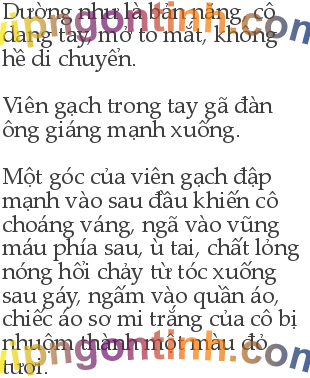 Dường như là bản năng, cô
dang tay, mở to mắt, không
hề di chuyển.
Viên gạch trong tay gã đàn
ông giáng mạnh xuống.
Một góc của viên gạch đập
mạnh vào sau đầu khiến cô
choáng váng, ngã vào vũng
máu phía sau, ù tai, chất lỏng
nóng hổi chảy từ tóc xuống
sau gáy, ngấm vào quần áo,
chiếc áo sơ mi trắng của cô bị
nhuộm thành một màu đỏ
tươi.
vipngontinh.com
vipngontinh.com